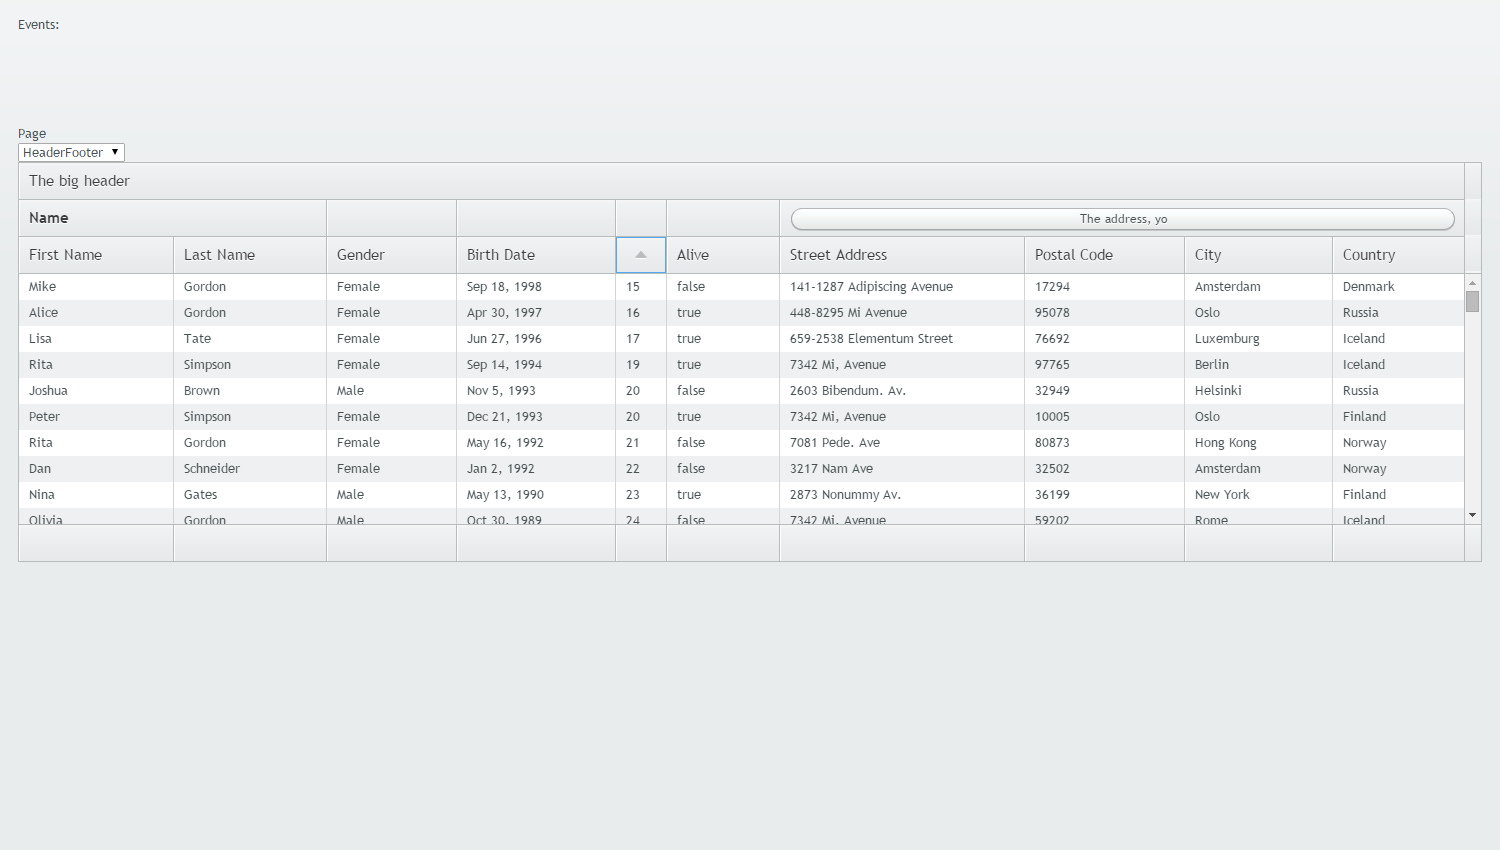 Events:
Page
HeaderFooter
The big header
Name The address, yo
First Name Last Name Gender Birth Date Alive Street Address Postal Code City Country
Mike Gordon Female Sep 18, 1998 15 false 141-1287 Adipiscing Avenue 17294 Amsterdam Denmark
Alice Gordon Female Apr 30, 1997 16 true 448-8295 Mi Avenue 95078 Oslo Russia
Lisa Tate Female Jun 27, 1996 17 true 659-2538 Elementum Street 76692 Luxemburg Iceland
Rita Simpson Female Sep 14, 1994 19 true 7342 Mi, Avenue 97765 Berlin Iceland
Joshua Brown Male Nov 5, 1993 20 false 2603 Bibendum. Av. 32949 Helsinki Russia
Peter Simpson Female Dec 21, 1993 20 true 7342 Mi, Avenue 10005 Oslo Finland
Rita Gordon Female May 16, 1992 21 false 7081 Pede. Ave 80873 Hong Kong Norway
Dan Schneider Female Jan 2, 1992 22 false 3217 Nam Ave 32502 Amsterdam Norway
Nina Gates Male May 13, 1990 23 true 2873 Nonummy Av. 36199 New York Finland
Olivia Gordon Male Oct 30, 1989 24 false 7342 Mi, Avenue 59202 Rome Iceland